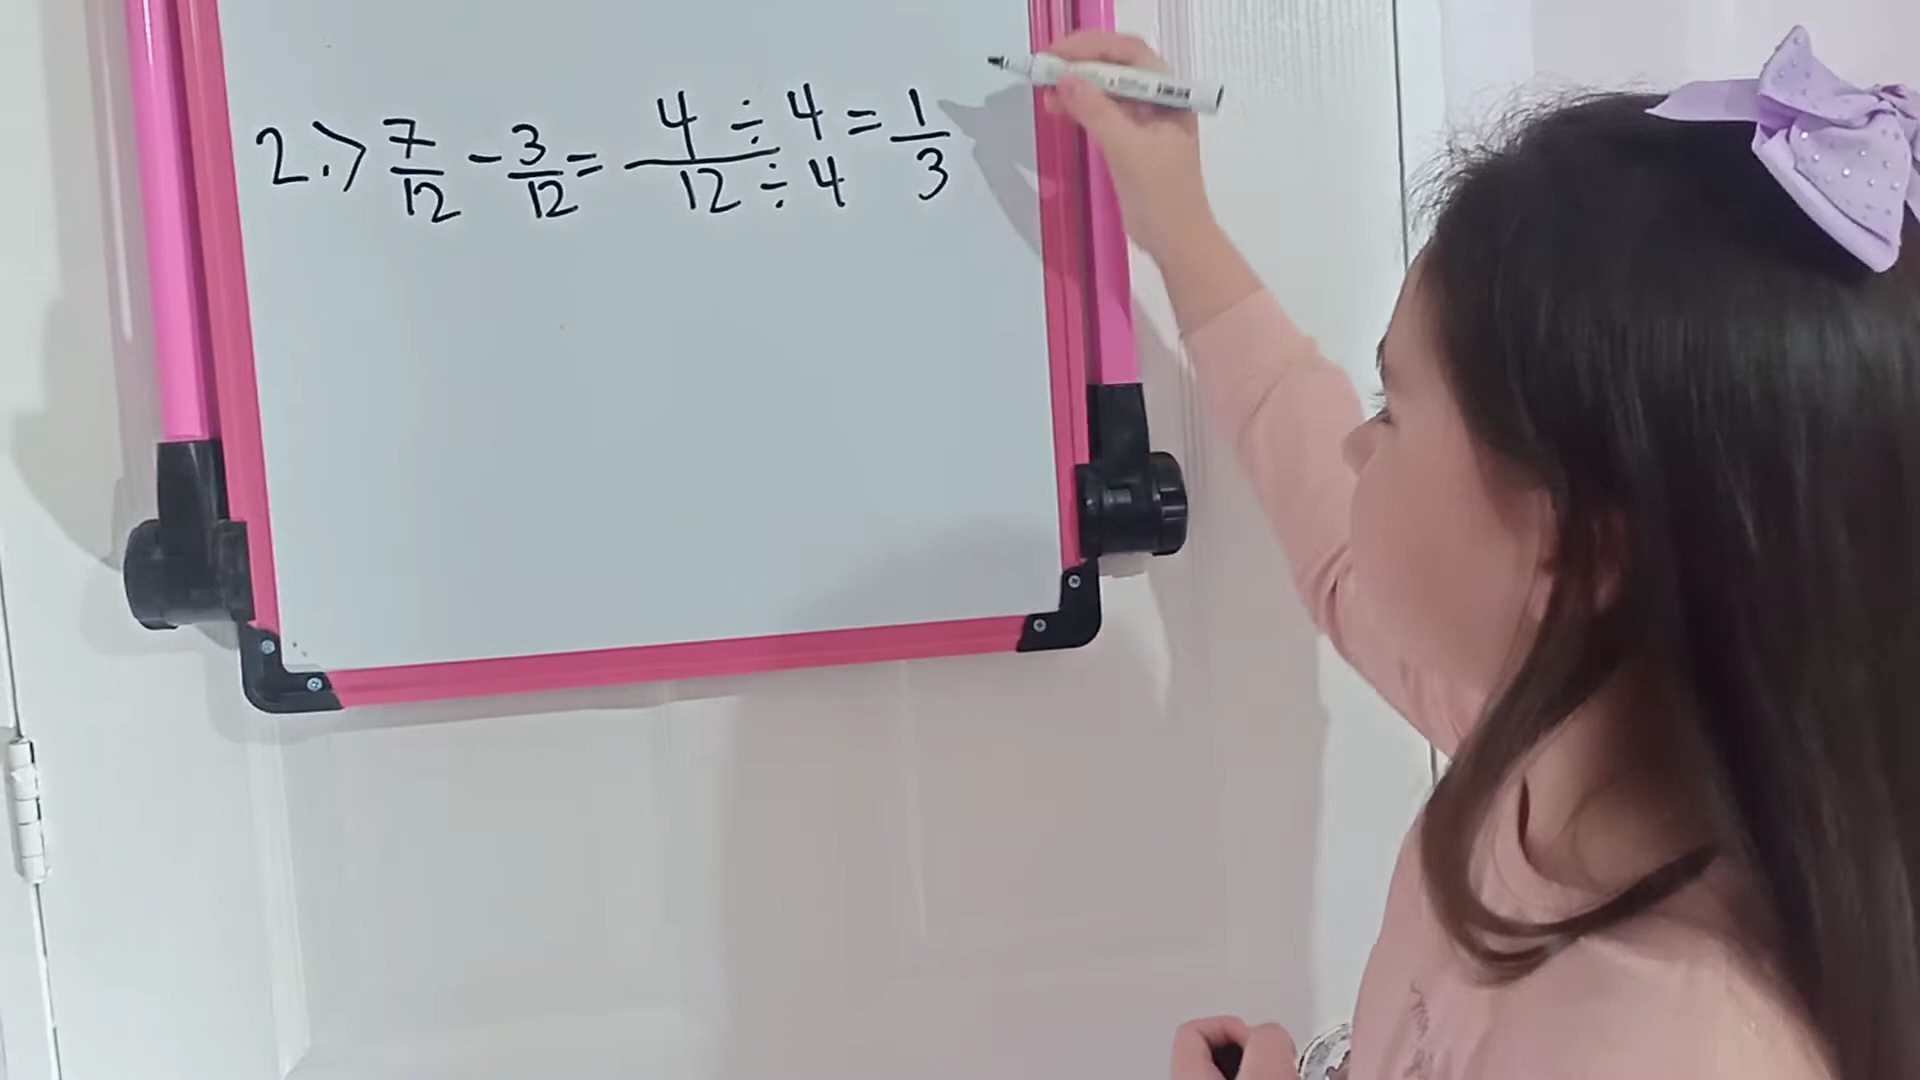 2.) 7/12 - 3/12 = 4 ÷ 4 / 12 ÷ 4 = 1/3